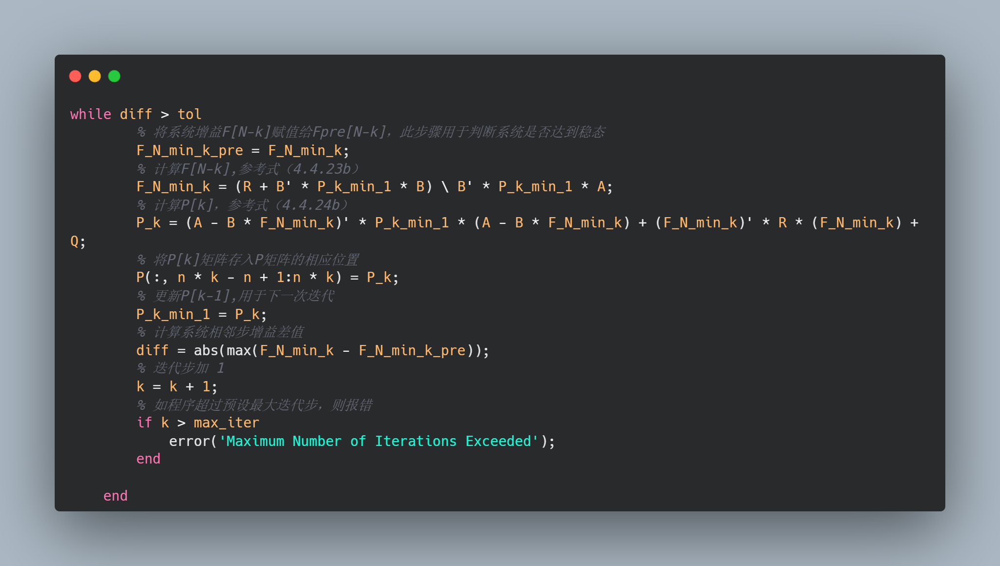 while diff > tol
% 将系统增益F[N-k]赋值给Fpre[N-k]，此步骤用于判断系统是否达到稳态
F_N_min_k_pre = F_N_min_k;
% 计算F[N-k],参考式（4.4.23b）
F_N_min_k = (R + B' * P_k_min_1 * B) \ B' * P_k_min_1 * A;
% 计算P[k]，参考式（4.4.24b）
P_k = (A - B * F_N_min_k)' * P_k_min_1 * (A - B * F_N_min_k) + (F_N_min_k)' * R * (F_N_min_k) +
Q;
% 将P[k]矩阵存入P矩阵的相应位置
P(:, n * k - n + 1:n * k) = P_k;
% 更新P[k-1],用于下一次迭代
P_k_min_1 = P_k;
% 计算系统相邻步增益差值
diff = abs(max(F_N_min_k - F_N_min_k_pre));
% 迭代步加 1
k = k + 1;
% 如程序超过预设最大迭代步，则报错
if k > max_iter
error('Maximum Number of Iterations Exceeded');
end
end